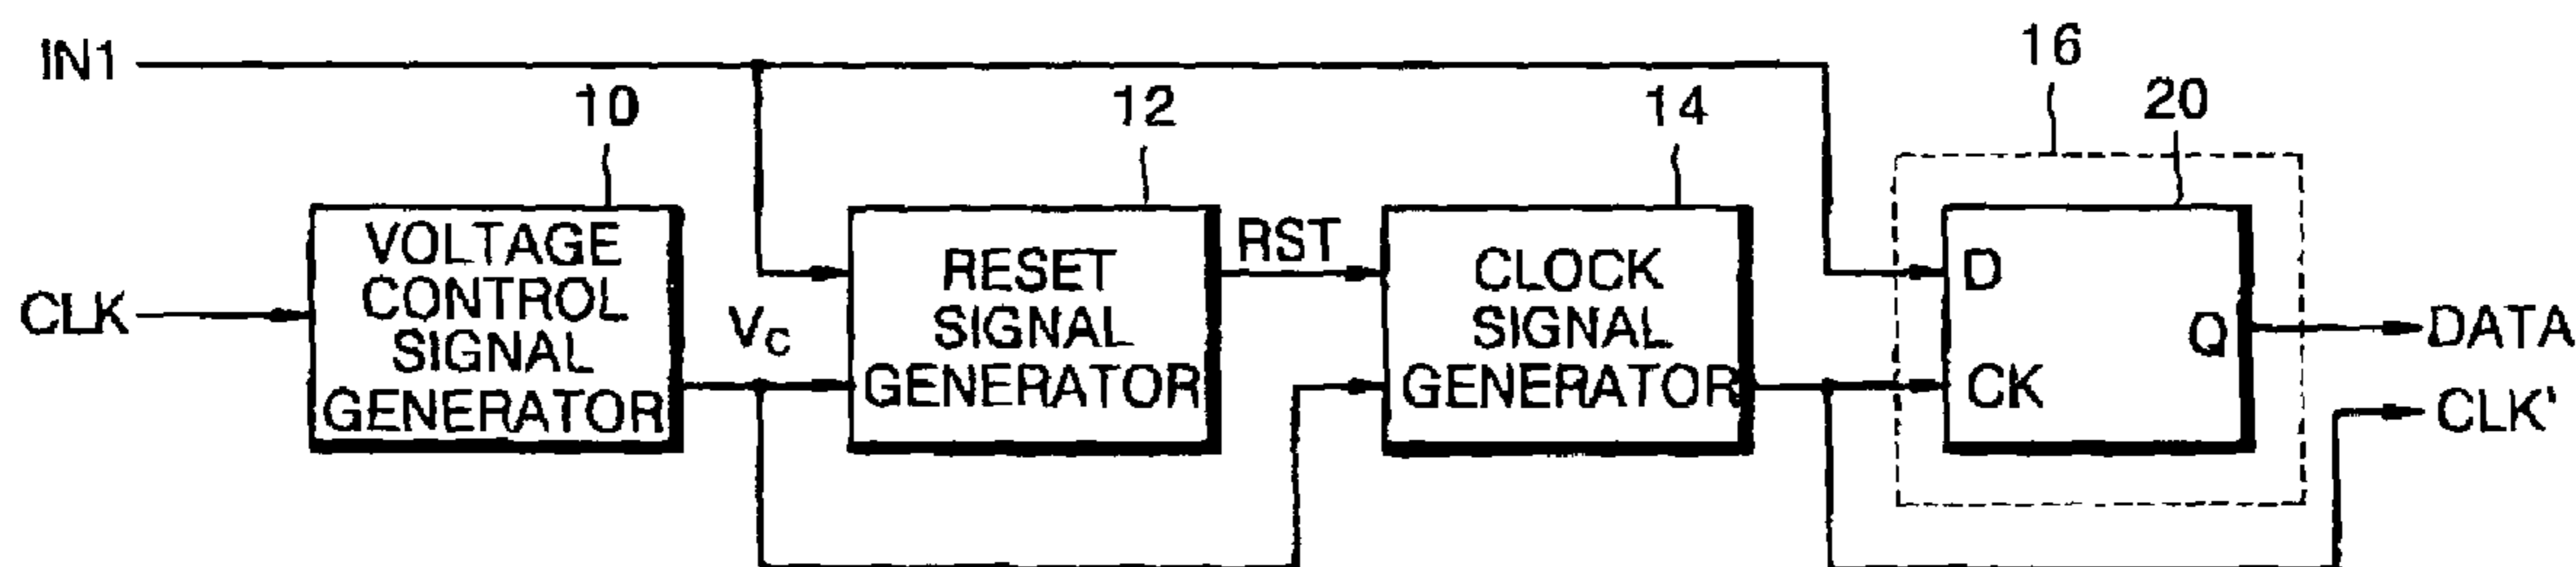 IN1
16
10
12
14
20
VOLTAGE
CONTROL
SIGNAL
GENERATOR
CLK
VC
RESET
SIGNAL
GENERATOR
RST
CLOCK
SIGNAL
GENERATOR
D
CK
Q
DATA
CLK'